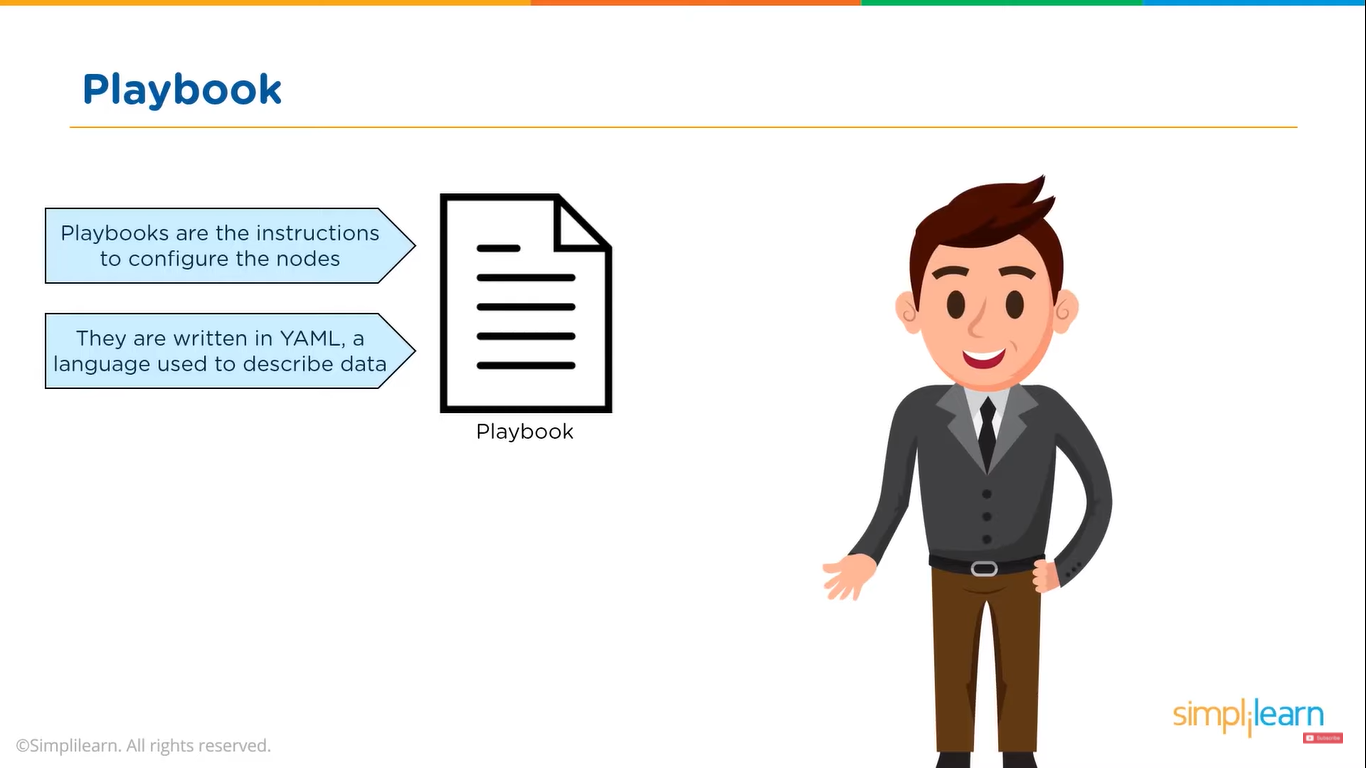 Playbook
Playbooks are the instructions
to configure the nodes
They are written in YAML, a
language used to describe data
Playbook
simplilearn
Subscribe
©Simplilearn. All rights reserved.